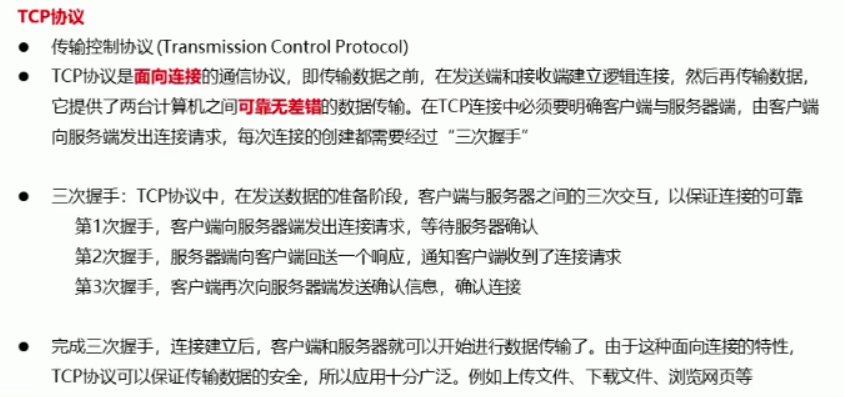 TCP协议
● 传输控制协议 (Transmission Control Protocol)
● TCP协议是面向连接的通信协议，即传输数据之前，在发送端和接收端建立逻辑连接，然后再传输数据，
它提供了两台计算机之间可靠无差错的数据传输。在TCP连接中必须要明确客户端与服务器端，由客户端
向服务端发出连接请求，每次连接的创建都需要经过“三次握手”
● 三次握手：TCP协议中，在发送数据的准备阶段，客户端与服务器之间的三次交互，以保证连接的可靠
第1次握手，客户端向服务器端发出连接请求，等待服务器确认
第2次握手，服务器端向客户端回送一个响应，通知客户端收到了连接请求
第3次握手，客户端再次向服务器端发送确认信息，确认连接
● 完成三次握手，连接建立后，客户端和服务器就可以开始进行数据传输了。由于这种面向连接的特性，
TCP协议可以保证传输数据的安全，所以应用十分广泛。例如上传文件、下载文件、浏览网页等